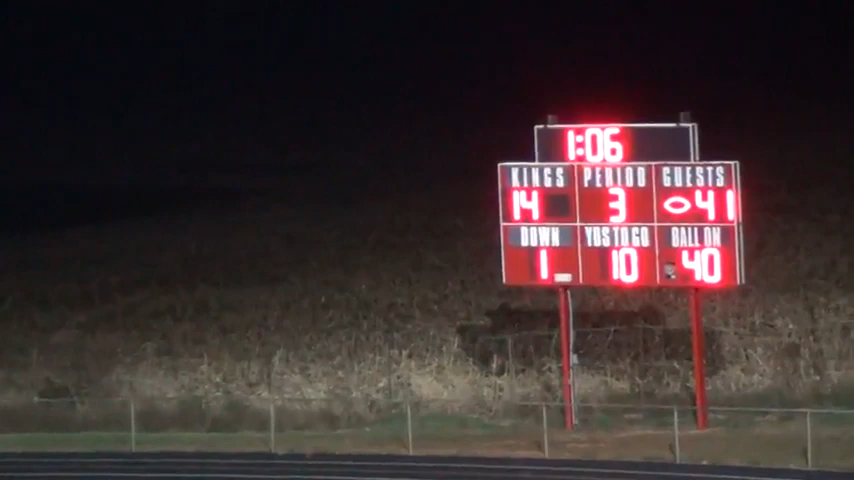 1:06
KINGS PERIOD GUESTS
14 3 41
DOWN YDS TO GO BALL ON
1 10 40